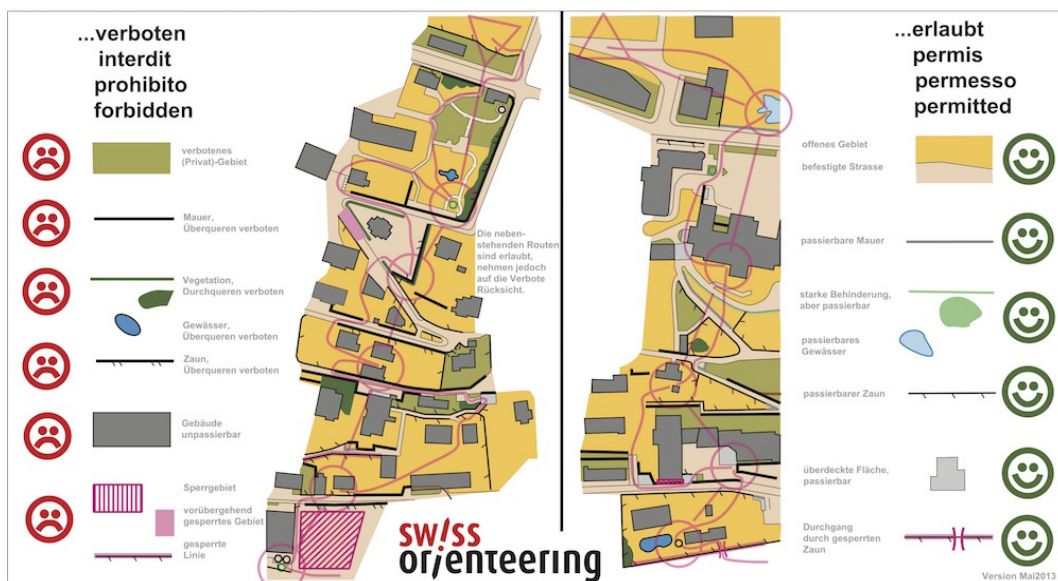 ...verboten
interdit
prohibito
forbidden
verbotenes
(Privat)-Gebiet
Mauer,
Überqueren verboten
Vegetation,
Durchqueren verboten
Gewässer,
Überqueren verboten
Zaun,
Überqueren verboten
Gebäude
unpassierbar
Sperrgebiet
vorübergehend
gesperrtes Gebiet
gesperrte
Linie
Die neben-
stehenden Routen
sind erlaubt,
nehmen jedoch
auf die Verbote
Rücksicht.
swiss
orienteering
...erlaubt
permis
permesso
permitted
offenes Gebiet
befestigte Strasse
passierbare Mauer
starke Behinderung,
aber passierbar
passierbares
Gewässer
passierbarer Zaun
überdeckte Fläche,
passierbar
Durchgang
durch gesperrten
Zaun
Version Mai2013